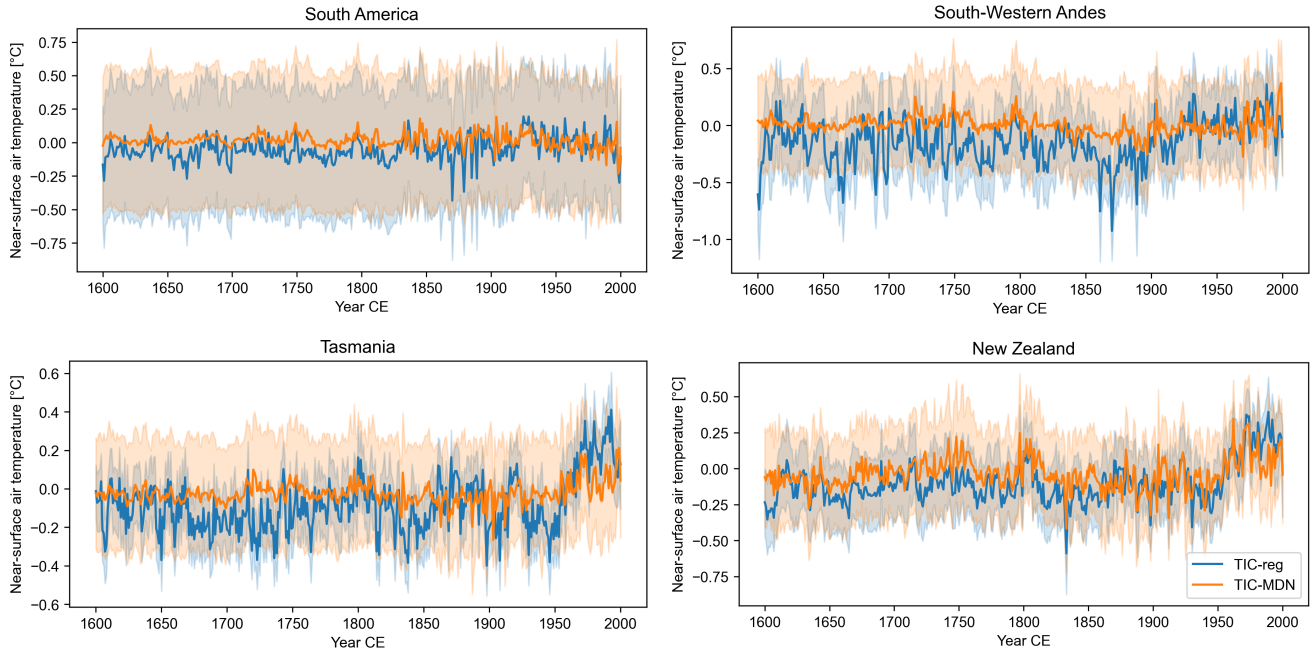 South America
Near-surface air temperature [°C]
0.75
0.50
0.25
0.00
−0.25
−0.50
−0.75
1600 1650 1700 1750 1800 1850 1900 1950 2000
Year CE
South-Western Andes
Near-surface air temperature [°C]
0.5
0.0
−0.5
−1.0
1600 1650 1700 1750 1800 1850 1900 1950 2000
Year CE
Tasmania
Near-surface air temperature [°C]
0.6
0.4
0.2
0.0
−0.2
−0.4
−0.6
1600 1650 1700 1750 1800 1850 1900 1950 2000
Year CE
New Zealand
Near-surface air temperature [°C]
0.50
0.25
0.00
−0.25
−0.50
−0.75
1600 1650 1700 1750 1800 1850 1900 1950 2000
Year CE
TIC-reg
TIC-MDN